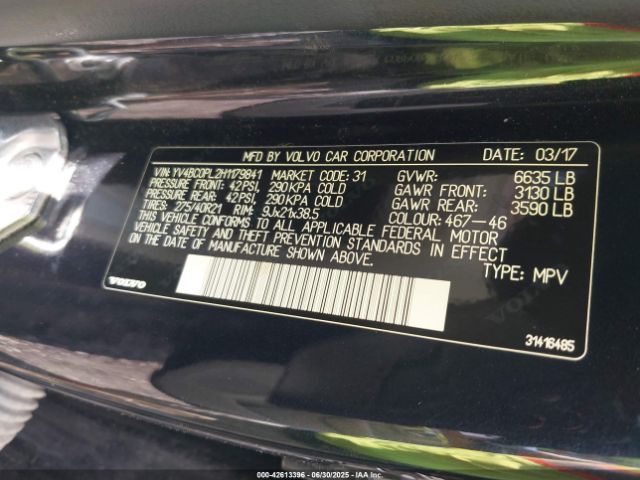 MFD BY VOLVO CAR CORPORATION DATE: 03/17
VIN: YV4BC0PL2H1179841 MARKET CODE: 31 GVWR: 6635 LB
PRESSURE FRONT: 42PSI, 290KPA COLD GAWR FRONT: 3130 LB
PRESSURE REAR: 42PSI, 290 KPA COLD GAWR REAR: 3590 LB
TIRES: 275/40R21 RIM: 9Jx21x38.5 COLOUR: 467-46
THIS VEHICLE CONFORMS TO ALL APPLICABLE FEDERAL MOTOR
VEHICLE SAFETY AND THEFT PREVENTION STANDARDS IN EFFECT
ON THE DATE OF MANUFACTURE SHOWN ABOVE.
TYPE: MPV
VOLVO
31416485
000-42613396 - 06/30/2025 - IAA Inc.